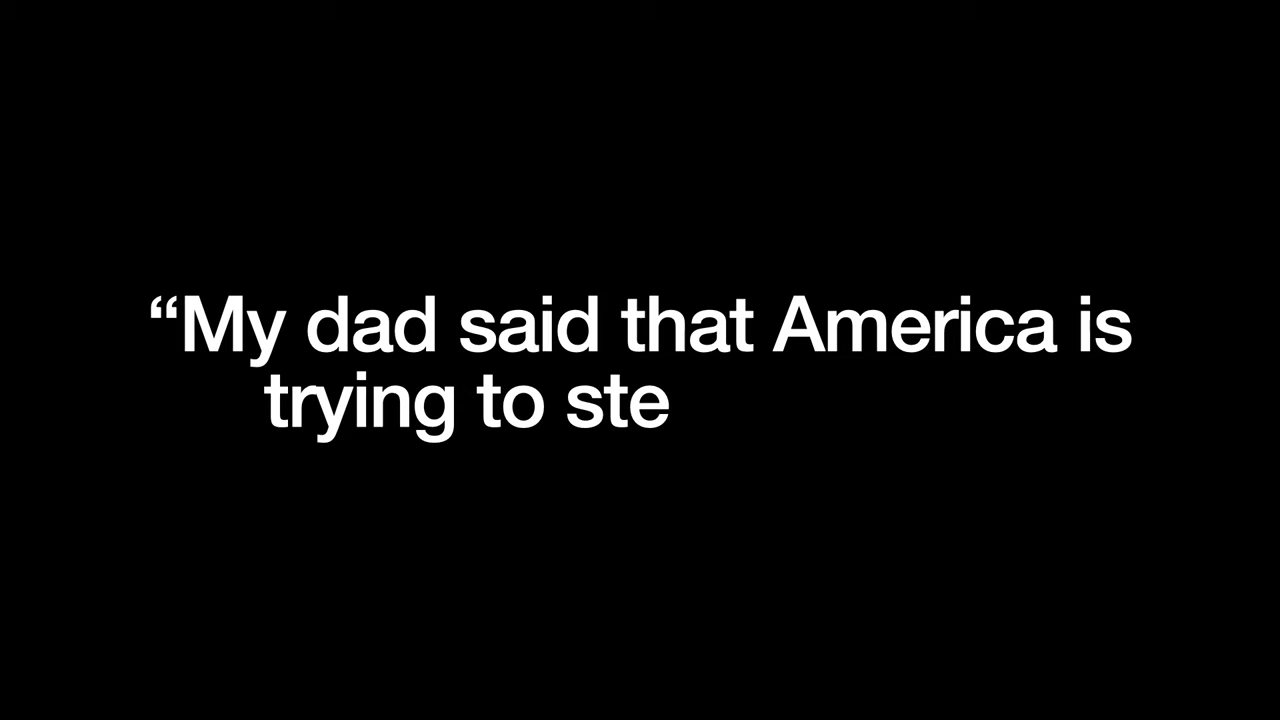 “My dad said that America is
trying to ste